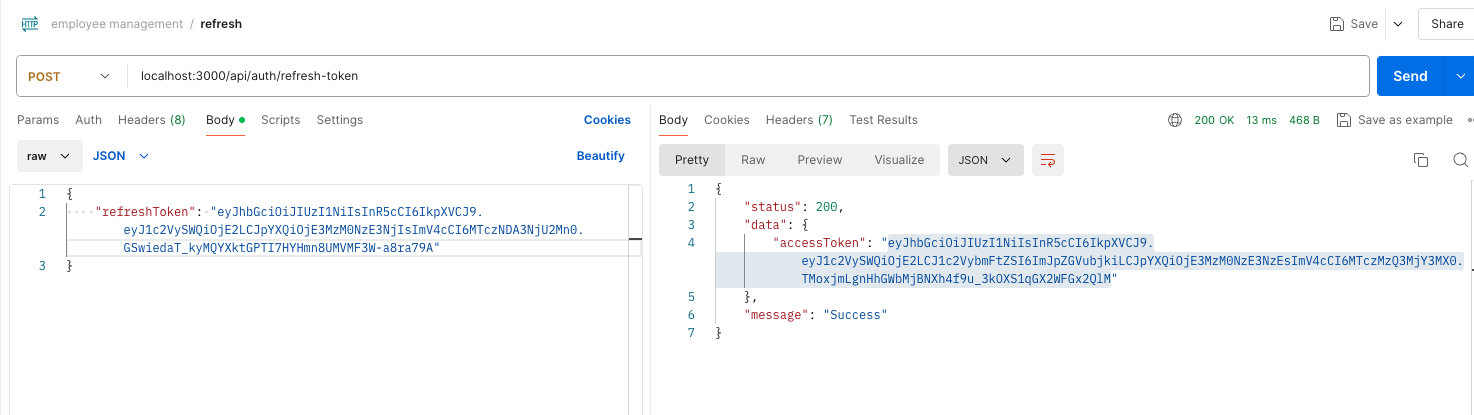 HTTP employee management / refresh
Save
Share
POST
localhost:3000/api/auth/refresh-token
Send
Params Auth Headers (8) Body Scripts Settings Cookies
raw JSON Beautify
1 {
2 "refreshToken": "eyJhbGciOiJIUzI1NiIsInR5cCI6IkpXVCJ9.
eyJ1c2VySWQiOjE2LCJpYXQiOjE3MzM0NzE3NjIsImV4cCI6MTczNDA3NjU2Mn0.
GSwiedaT_kyMQYXktGPTI7HYHmn8UMVMF3W-a8ra79A"
3 }
Body Cookies Headers (7) Test Results
200 OK 13 ms 468 B Save as example
Pretty Raw Preview Visualize JSON
1 {
2 "status": 200,
3 "data": {
4 "accessToken": "eyJhbGciOiJIUzI1NiIsInR5cCI6IkpXVCJ9.
eyJ1c2VySWQiOjE2LCJ1c2VybmFtZSI6ImJpZGVubjkiLCJpYXQiOjE3MzM0NzE3NzEsImV4cCI6MTczMzQ3MjY3MX0.
TMoxjmLgnHhGWbMjBNXh4f9u_3kOXS1qGX2WFGx2QlM"
5 },
6 "message": "Success"
7 }